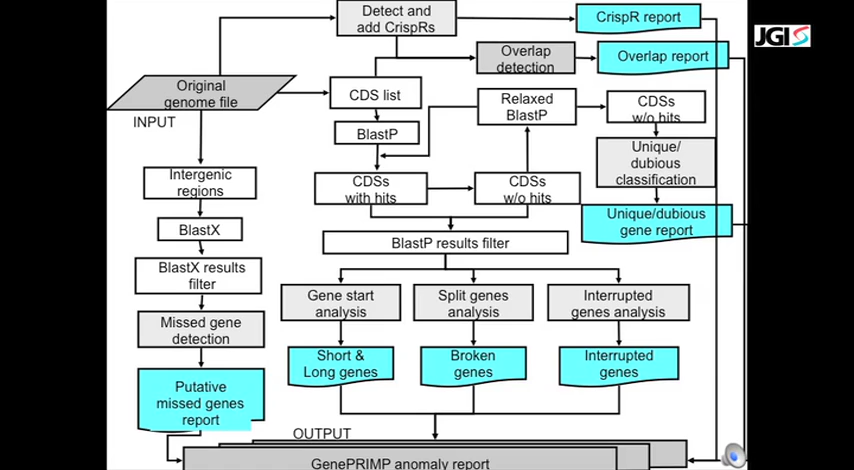 Detect and
add CrispRs
CrispR report
JGI
Overlap
detection
Overlap report
Original
genome file
INPUT
CDS list
Relaxed
BlastP
CDSs
w/o hits
BlastP
Unique/
dubious
classification
Intergenic
regions
CDSs
with hits
CDSs
w/o hits
Unique/dubious
gene report
BlastX
BlastP results filter
BlastX results
filter
Gene start
analysis
Split genes
analysis
Interrupted
genes analysis
Missed gene
detection
Short &
Long genes
Broken
genes
Interrupted
genes
Putative
missed genes
report
OUTPUT
GenePRIMP anomaly report